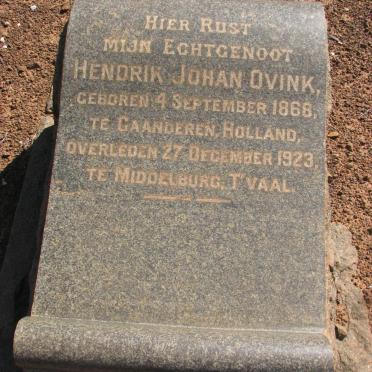 HIER RUST
MIJN ECHTGENOOT
HENDRIK JOHAN OVINK,
GEBOREN 4 SEPTEMBER 1868,
TE GAANDEREN, HOLLAND,
OVERLEDEN 27 DECEMBER 1923
TE MIDDELBURG, T'VAAL.